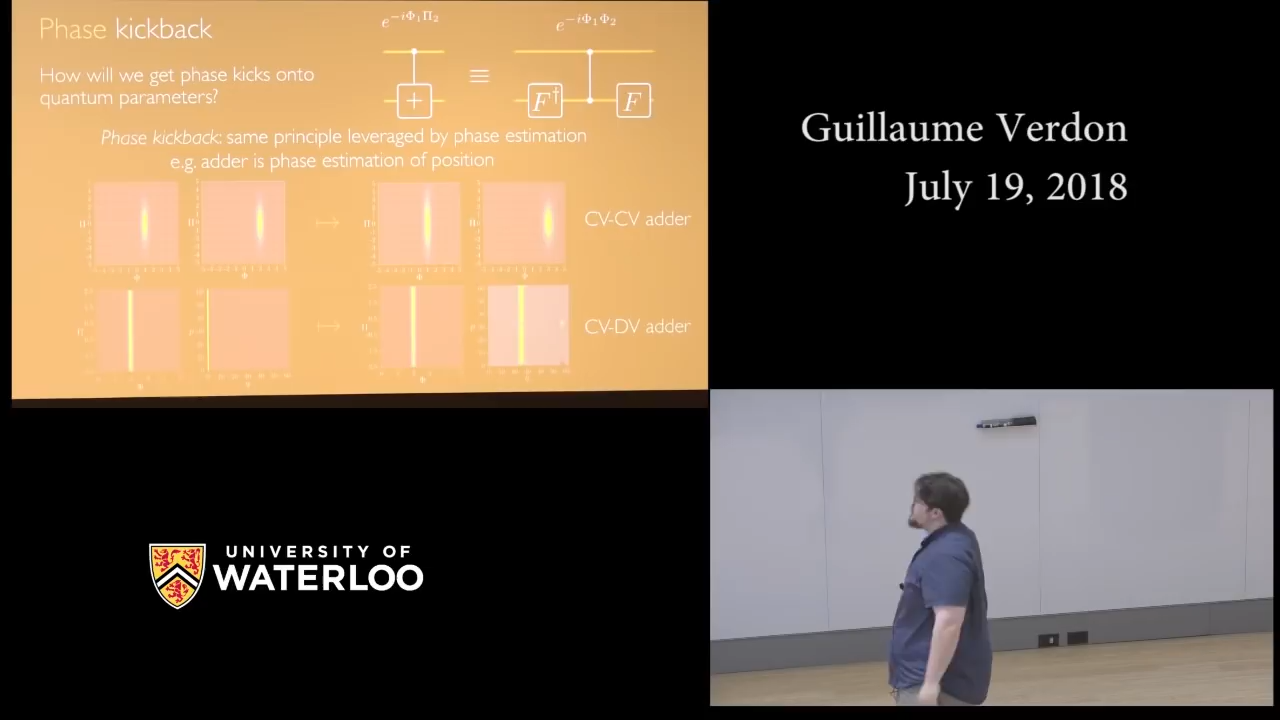 Phase kickback
How will we get phase kicks onto
quantum parameters?
e^{-iΦ₁Π₂}
+
≡
e^{-iΦ₁Φ₂}
F†
F
Phase kickback: same principle leveraged by phase estimation
e.g. adder is phase estimation of position
CV-CV adder
CV-DV adder
Guillaume Verdon
July 19, 2018
UNIVERSITY OF
WATERLOO